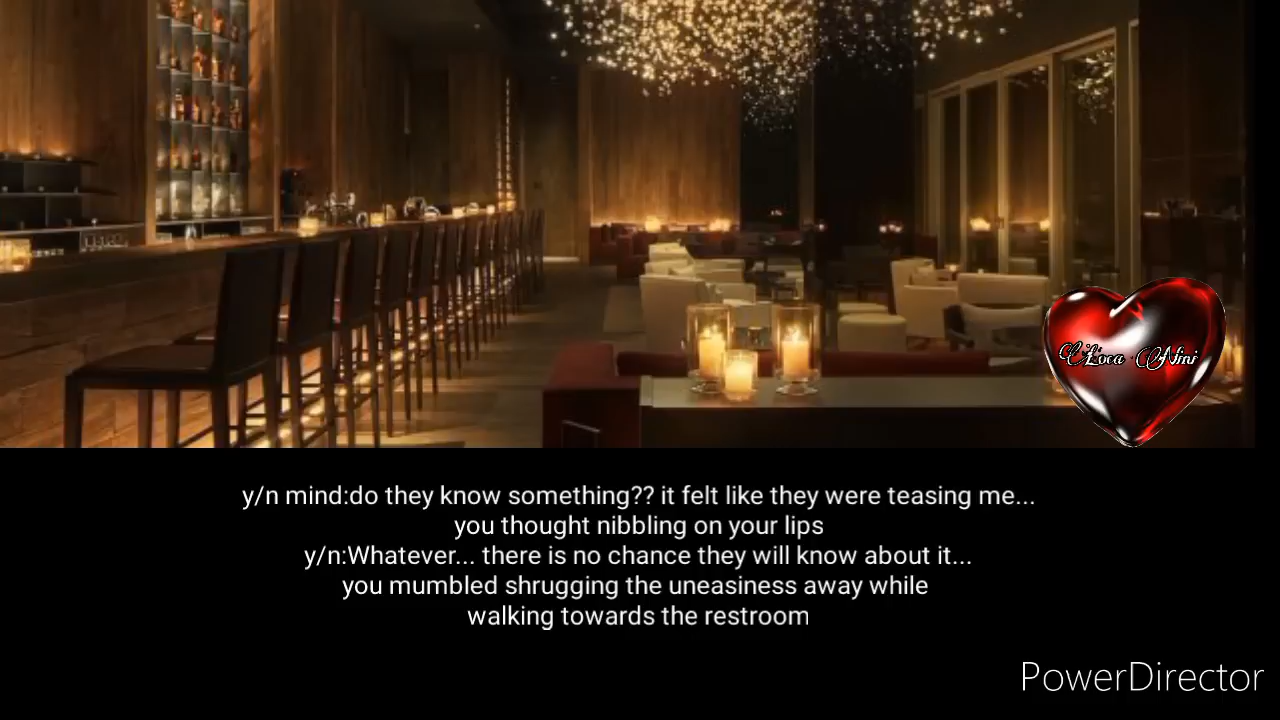 Loca Nini
y/n mind:do they know something?? it felt like they were teasing me...
you thought nibbling on your lips
y/n:Whatever... there is no chance they will know about it...
you mumbled shrugging the uneasiness away while
walking towards the restroom
PowerDirector